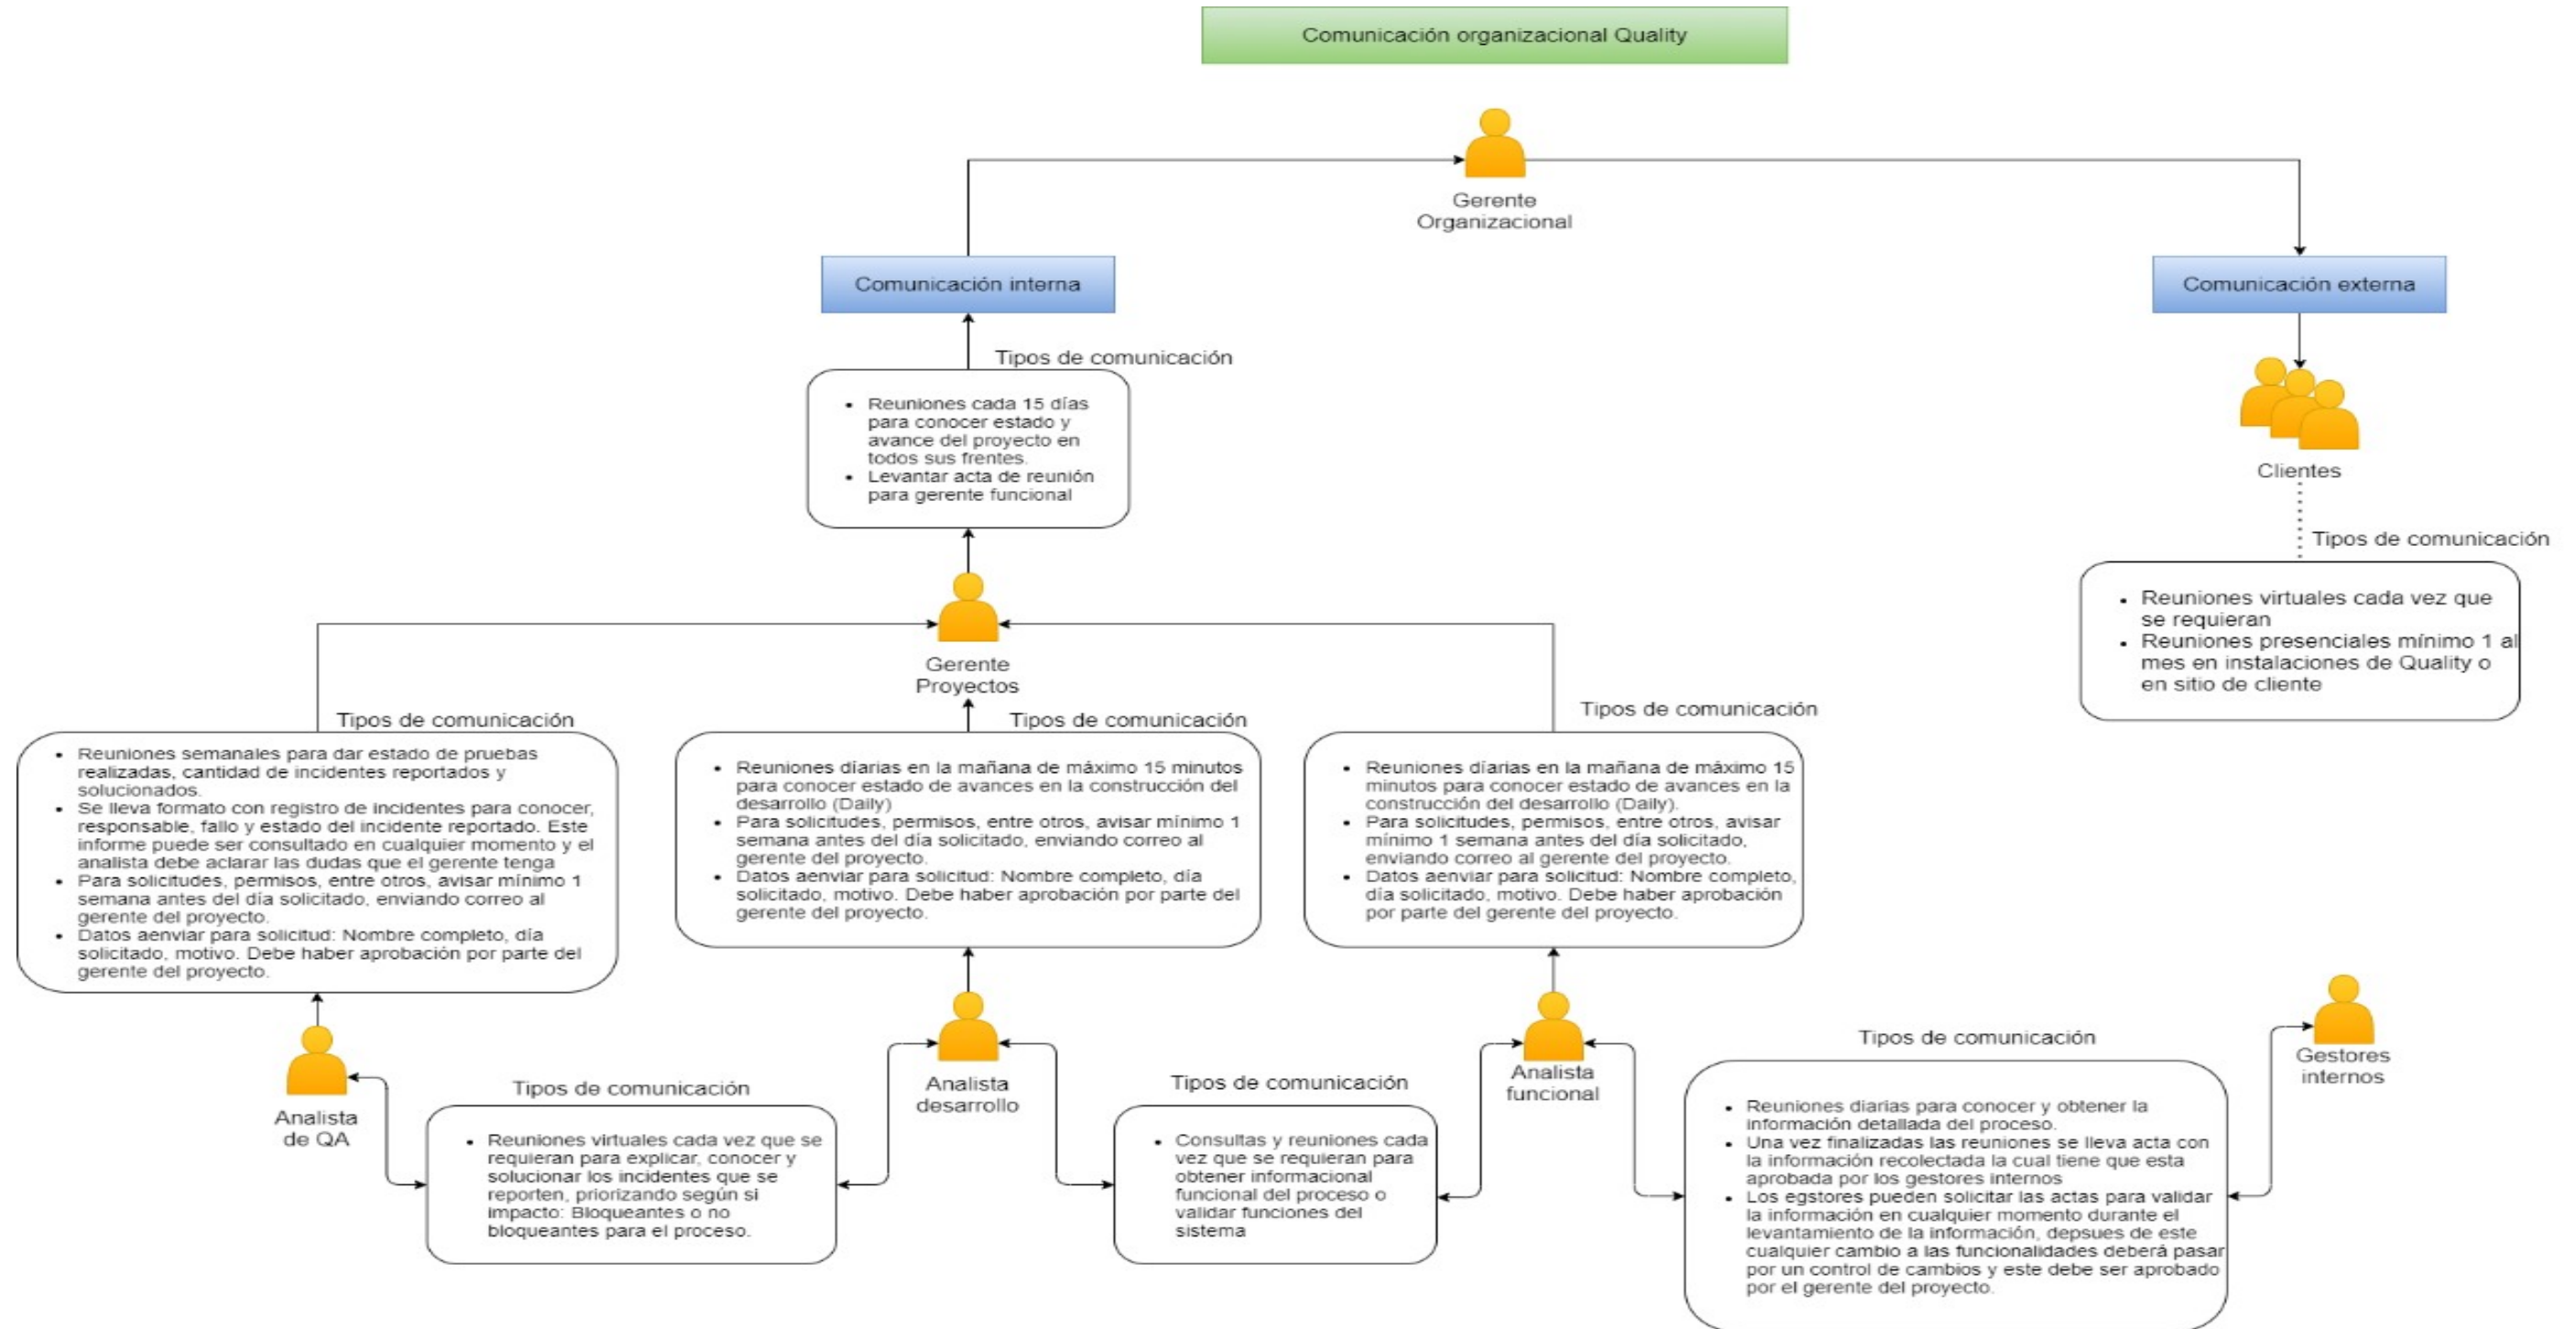 Comunicación organizacional Quality
Gerente
Organizacional
Comunicación interna
Comunicación externa
Tipos de comunicación
• Reuniones cada 15 días
para conocer estado y
avance del proyecto en
todos sus frentes.
• Levantar acta de reunión
para gerente funcional
Clientes
Tipos de comunicación
• Reuniones virtuales cada vez que
se requieran
• Reuniones presenciales mínimo 1 al
mes en instalaciones de Quality o
en sitio de cliente
Gerente
Proyectos
Tipos de comunicación
• Reuniones semanales para dar estado de pruebas
realizadas, cantidad de incidentes reportados y
solucionados.
• Se lleva formato con registro de incidentes para conocer,
responsable, fallo y estado del incidente reportado. Este
informe puede ser consultado en cualquier momento y el
analista debe aclarar las dudas que el gerente tenga
• Para solicitudes, permisos, entre otros, avisar mínimo 1
semana antes del día solicitado, enviando correo al
gerente del proyecto.
• Datos aenviar para solicitud: Nombre completo, día
solicitado, motivo. Debe haber aprobación por parte del
gerente del proyecto.
Tipos de comunicación
• Reuniones díarias en la mañana de máximo 15 minutos
para conocer estado de avances en la construcción del
desarrollo (Daily)
• Para solicitudes, permisos, entre otros, avisar mínimo 1
semana antes del día solicitado, enviando correo al
gerente del proyecto.
• Datos aenviar para solicitud: Nombre completo, día
solicitado, motivo. Debe haber aprobación por parte del
gerente del proyecto.
Tipos de comunicación
• Reuniones díarias en la mañana de máximo 15
minutos para conocer estado de avances en la
construcción del desarrollo (Daily).
• Para solicitudes, permisos, entre otros, avisar
mínimo 1 semana antes del día solicitado,
enviando correo al gerente del proyecto.
• Datos aenviar para solicitud: Nombre completo,
día solicitado, motivo. Debe haber aprobación
por parte del gerente del proyecto.
Analista
de QA
Tipos de comunicación
• Reuniones virtuales cada vez que se
requieran para explicar, conocer y
solucionar los incidentes que se
reporten, priorizando según si
impacto: Bloqueantes o no
bloqueantes para el proceso.
Analista
desarrollo
Tipos de comunicación
• Consultas y reuniones cada
vez que se requieran para
obtener informacional
funcional del proceso o
validar funciones del
sistema
Analista
funcional
Tipos de comunicación
• Reuniones diarias para conocer y obtener la
información detallada del proceso.
• Una vez finalizadas las reuniones se lleva acta con
la información recolectada la cual tiene que esta
aprobada por los gestores internos
• Los egstores pueden solicitar las actas para validar
la información en cualquier momento durante el
levantamiento de la información, depsues de este
cualquier cambio a las funcionalidades deberá pasar
por un control de cambios y este debe ser aprobado
por el gerente del proyecto.
Gestores
internos